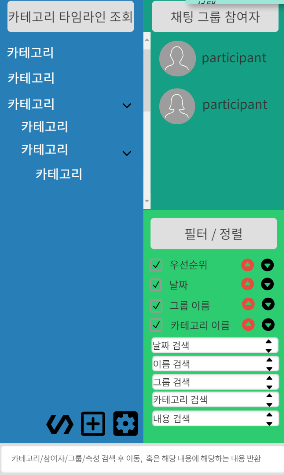 카테고리 타임라인 조회
카테고리
카테고리
카테고리
카테고리
카테고리
카테고리
채팅 그룹 참여자
participant
participant
필터 / 정렬
우선순위
날짜
그룹 이름
카테고리 이름
날짜 검색
이름 검색
그룹 검색
카테고리 검색
내용 검색
카테고리/참여자/그룹/속성 검색 후 이동, 혹은 해당 내용에 해당하는 내용 반환